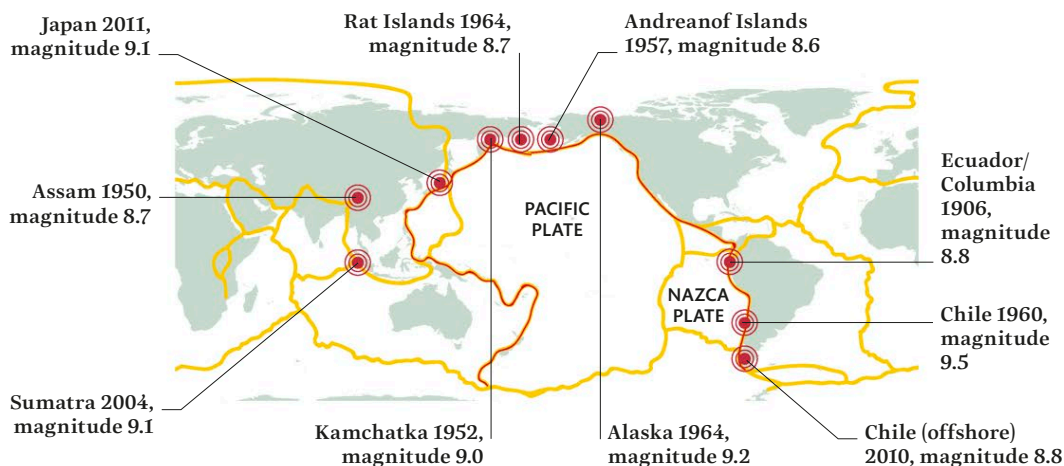 Japan 2011,
magnitude 9.1
Rat Islands 1964,
magnitude 8.7
Andreanof Islands
1957, magnitude 8.6
Assam 1950,
magnitude 8.7
PACIFIC
PLATE
Ecuador/
Columbia
1906,
magnitude
8.8
NAZCA
PLATE
Chile 1960,
magnitude
9.5
Sumatra 2004,
magnitude 9.1
Kamchatka 1952,
magnitude 9.0
Alaska 1964,
magnitude 9.2
Chile (offshore)
2010, magnitude 8.8